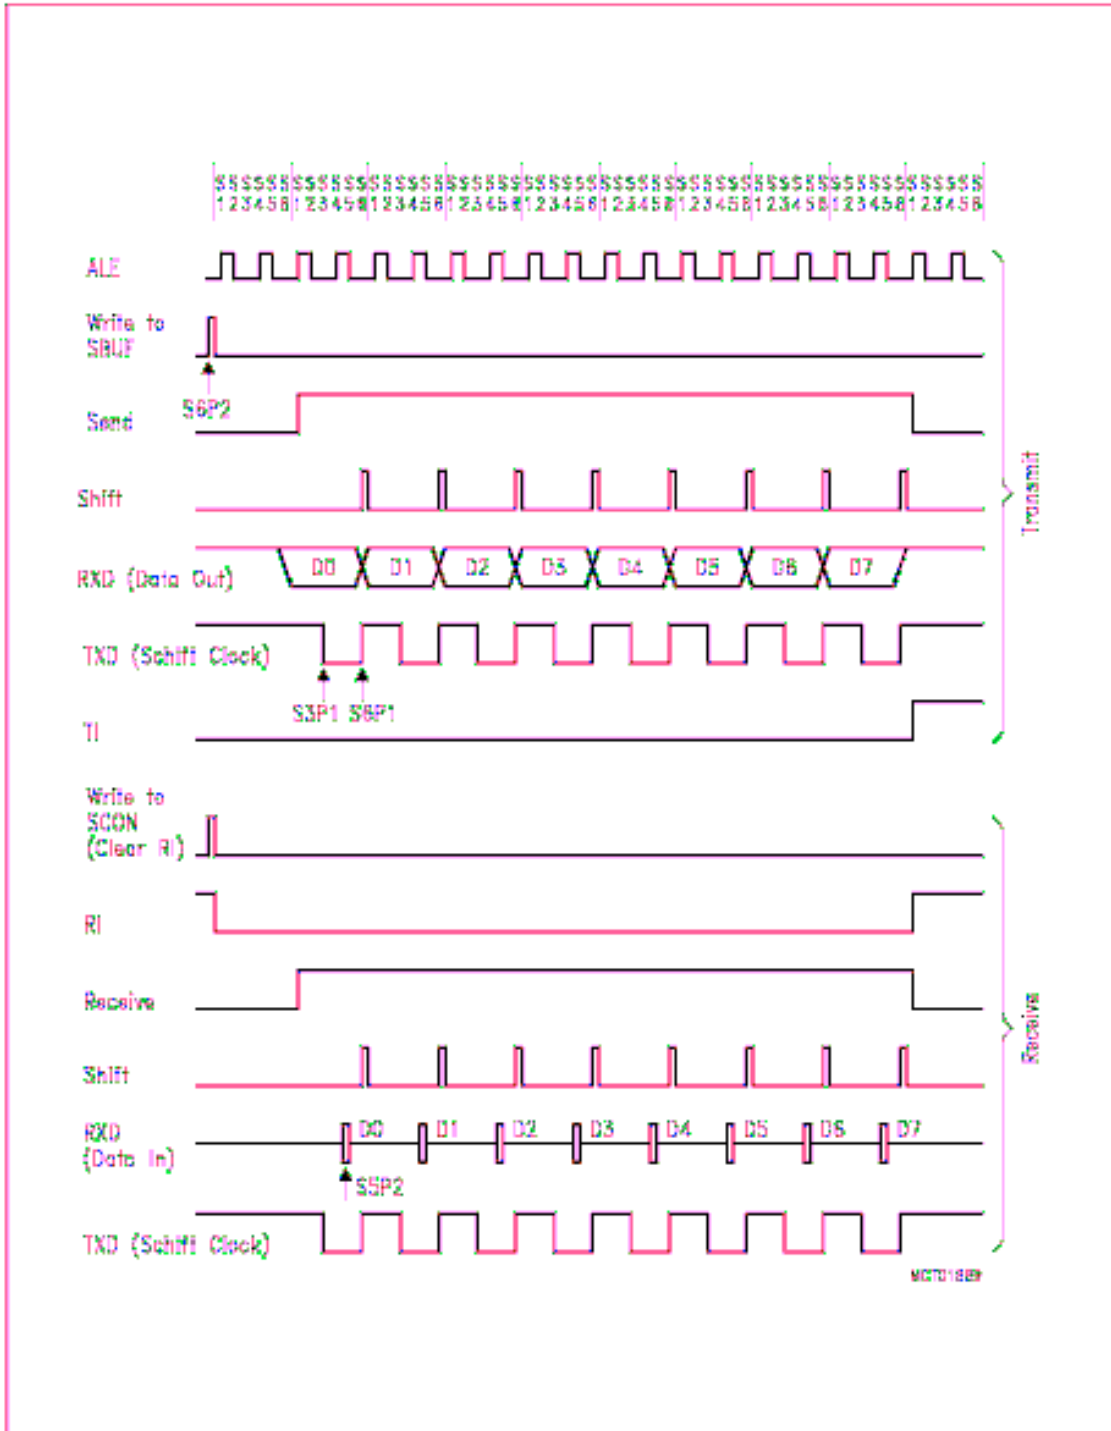 S S S S S S S S S S S S S S S S S S S S S S S S S S S S S S S S S S S S S S S S S S S S S S S S S S S S S S S S S S S S
1 2 3 4 5 6 1 2 3 4 5 6 1 2 3 4 5 6 1 2 3 4 5 6 1 2 3 4 5 6 1 2 3 4 5 6 1 2 3 4 5 6 1 2 3 4 5 6 1 2 3 4 5 6 1 2 3 4 5 6
ALE
Write to
SBUF
S6P2
Send
Shift
RXD (Data Out)
D0 D1 D2 D3 D4 D5 D6 D7
TXD (Schift Clock)
S3P1 S6P1
TI
Transmit
Write to
SCON
(Clear RI)
RI
Receive
Shift
RXD
(Data In)
D0 D1 D2 D3 D4 D5 D6 D7
S5P2
TXD (Schift Clock)
Receive